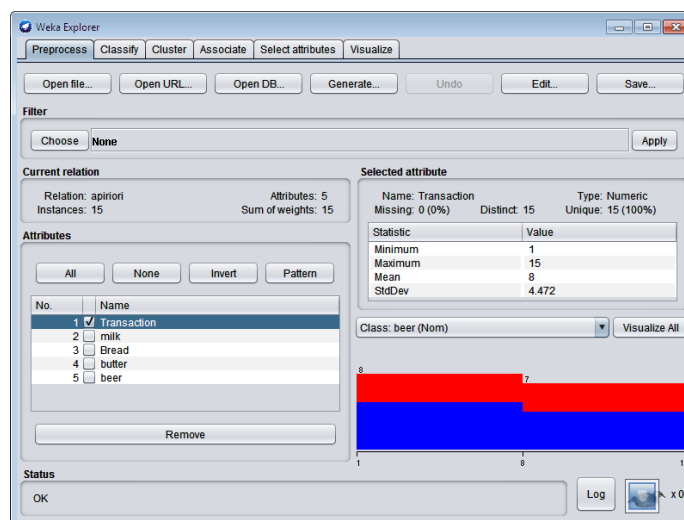 Weka Explorer
Preprocess Classify Cluster Associate Select attributes Visualize
Open file... Open URL... Open DB... Generate... Undo Edit... Save...
Filter
Choose None Apply
Current relation
Relation: apiriori Attributes: 5
Instances: 15 Sum of weights: 15
Selected attribute
Name: Transaction Type: Numeric
Missing: 0 (0%) Distinct: 15 Unique: 15 (100%)
Statistic Value
Minimum 1
Maximum 15
Mean 8
StdDev 4.472
Attributes
All None Invert Pattern
No. Name
1 Transaction
2 milk
3 Bread
4 butter
5 beer
Remove
Class: beer (Nom) Visualize All
8
7
1 8 1
Status
OK
Log x 0